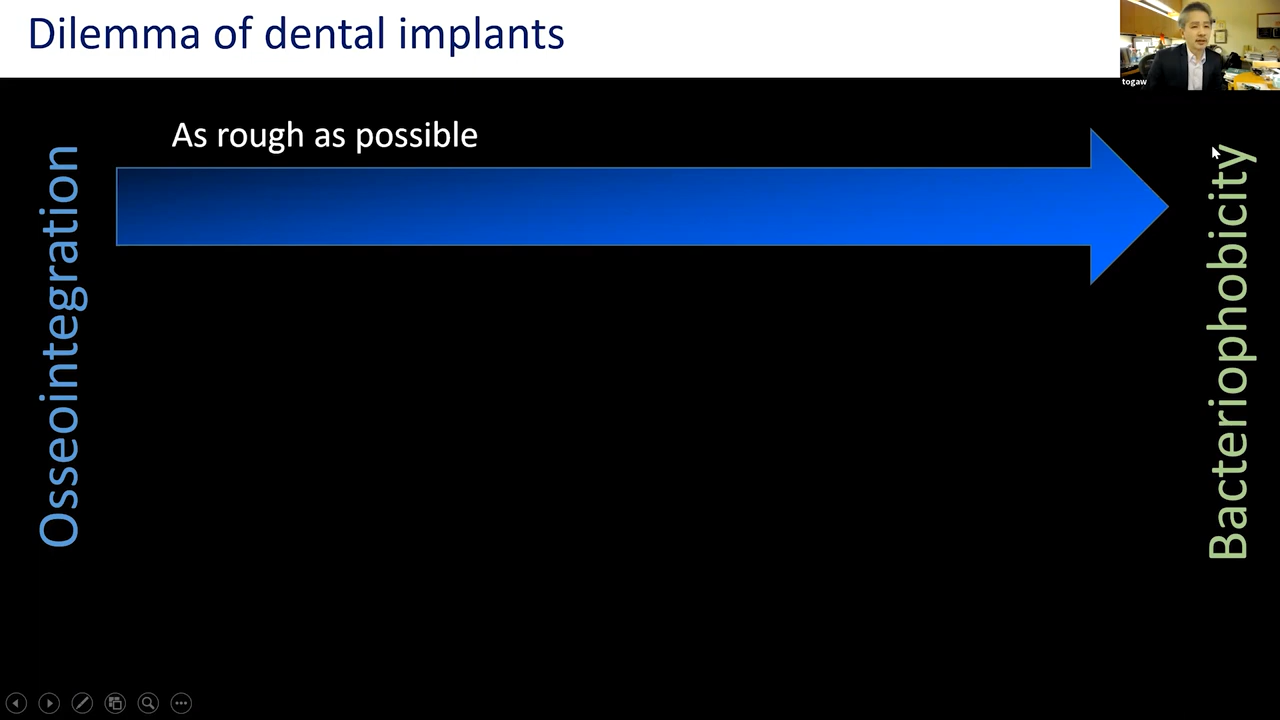 Dilemma of dental implants
togaw
As rough as possible
Osseointegration
Bacteriophobicity